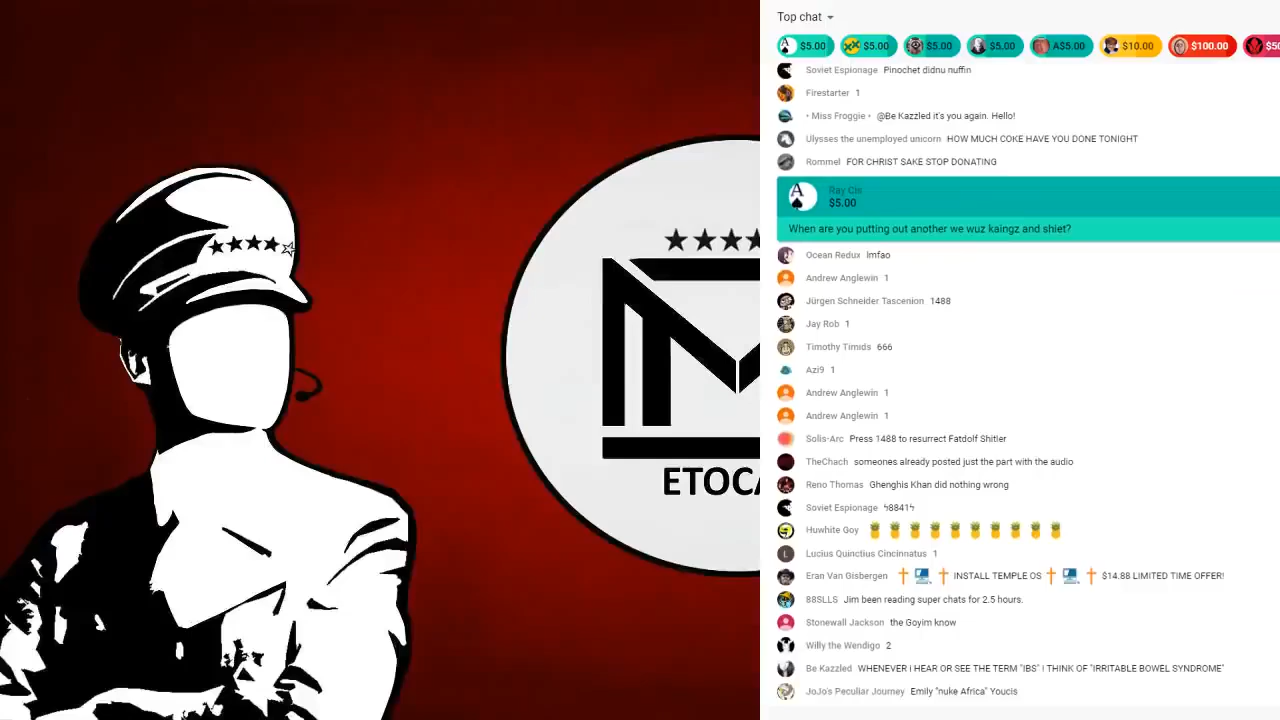 Top chat
$5.00 $5.00 $5.00 $5.00 A$5.00 $10.00 $100.00 $50
Soviet Espionage Pinochet didnu nuffin
Firestarter 1
• Miss Froggie • @Be Kazzled it's you again. Hello!
Ulysses the unemployed unicorn HOW MUCH COKE HAVE YOU DONE TONIGHT
Rommel FOR CHRIST SAKE STOP DONATING
Ray Cis
$5.00
When are you putting out another we wuz kaingz and shiet?
Ocean Redux lmfao
Andrew Anglewin 1
Jürgen Schneider Tascenion 1488
Jay Rob 1
Timothy Timids 666
Azi9 1
Andrew Anglewin 1
Andrew Anglewin 1
Solis-Arc Press 1488 to resurrect Fatdolf Shitler
TheChach someones already posted just the part with the audio
Reno Thomas Ghenghis Khan did nothing wrong
Soviet Espionage ϟ8841ϟ
Huwhite Goy 🍍🍍🍍🍍🍍🍍🍍🍍🍍🍍
Lucius Quinctius Cincinnatus 1
Eran Van Gisbergen INSTALL TEMPLE OS $14.88 LIMITED TIME OFFER!
88SLLS Jim been reading super chats for 2.5 hours.
Stonewall Jackson the Goyim know
Willy the Wendigo 2
Be Kazzled WHENEVER I HEAR OR SEE THE TERM "IBS" I THINK OF "IRRITABLE BOWEL SYNDROME"
JoJo's Peculiar Journey Emily "nuke Africa" Youcis
M
ETOCA